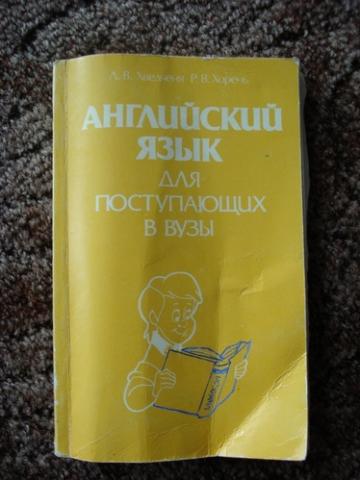 Л. В. Хведченя Р. В. Хорень
АНГЛИЙСКИЙ
ЯЗЫК
ДЛЯ
ПОСТУПАЮЩИХ
В ВУЗЫ